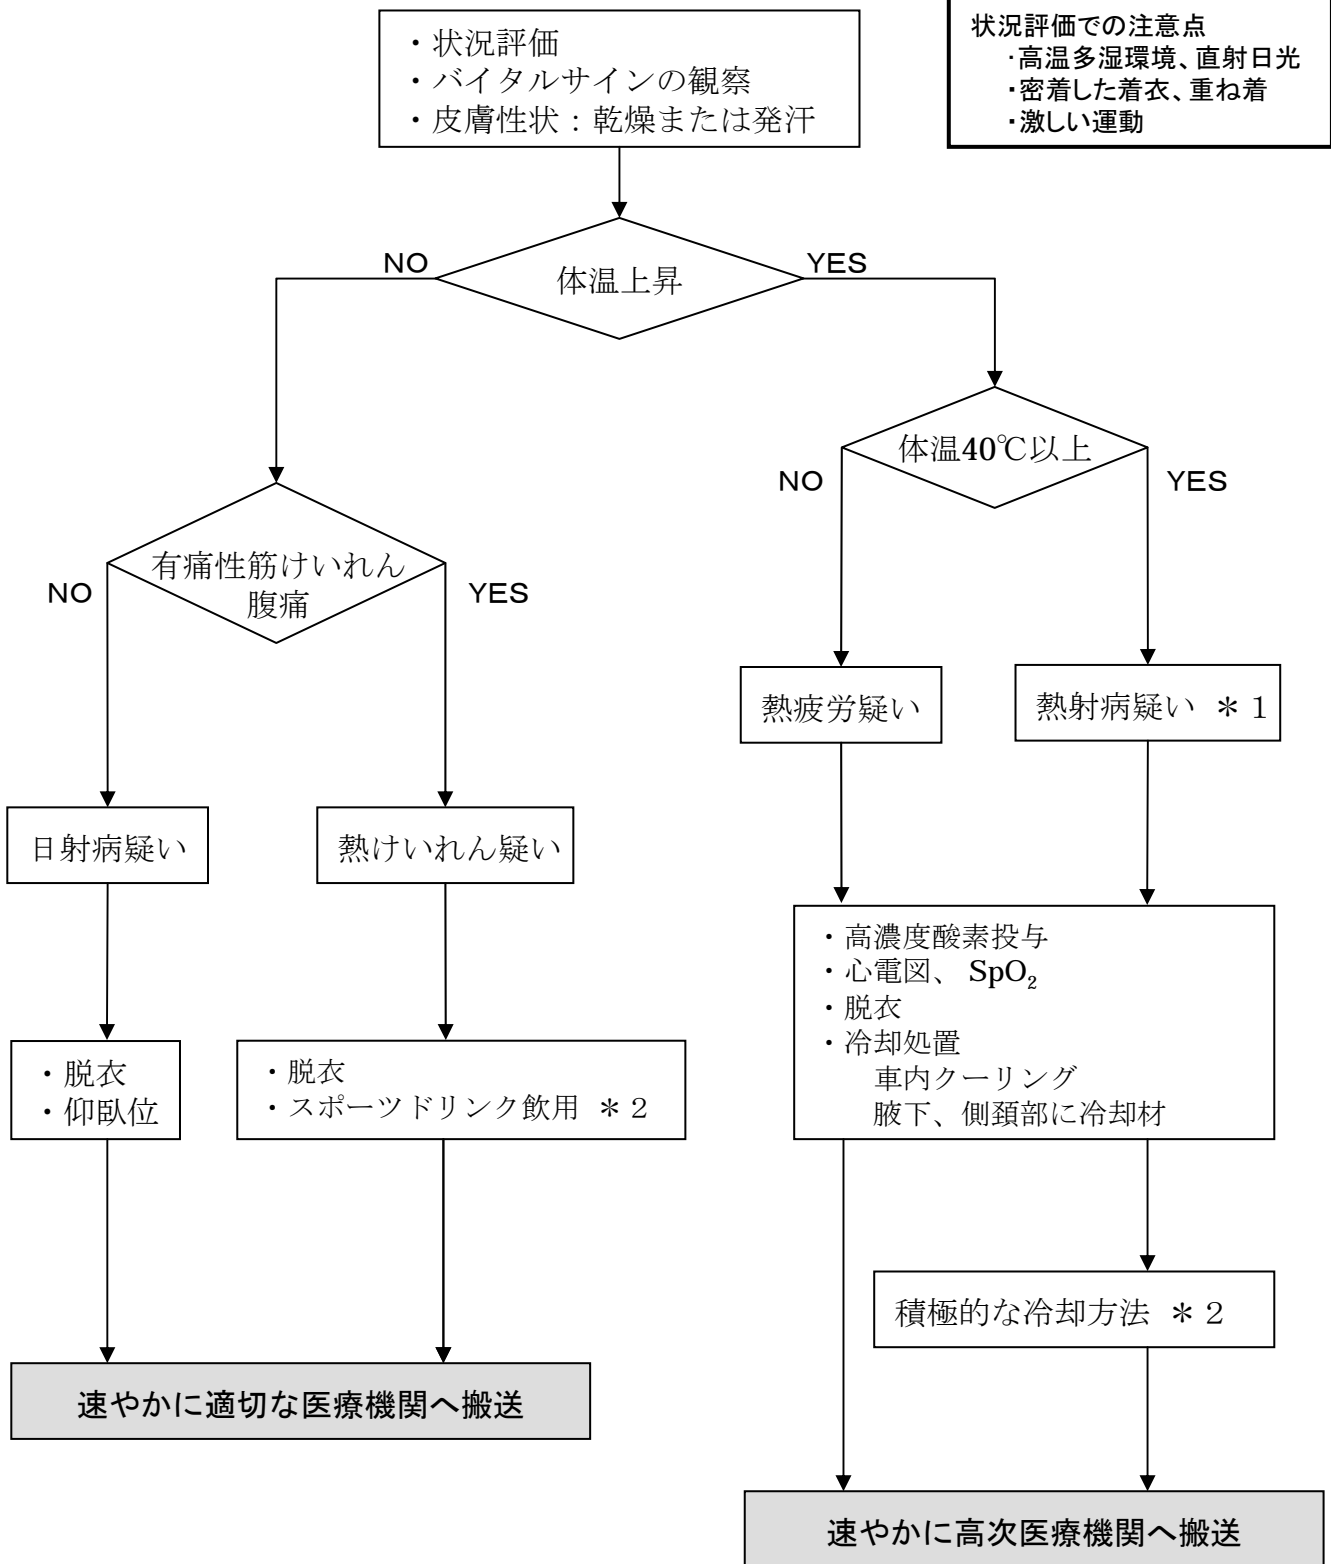 ・状況評価
・バイタルサインの観察
・皮膚性状：乾燥または発汗
状況評価での注意点
・高温多湿環境、直射日光
・密着した着衣、重ね着
・激しい運動
NO
体温上昇
YES
体温40℃以上
NO
YES
有痛性筋けいれん
腹痛
NO
YES
熱疲労疑い
熱射病疑い ＊１
日射病疑い
熱けいれん疑い
・高濃度酸素投与
・心電図、 SpO₂
・脱衣
・冷却処置
車内クーリング
腋下、側頚部に冷却材
・脱衣
・仰臥位
・脱衣
・スポーツドリンク飲用 ＊２
積極的な冷却方法 ＊２
速やかに適切な医療機関へ搬送
速やかに高次医療機関へ搬送